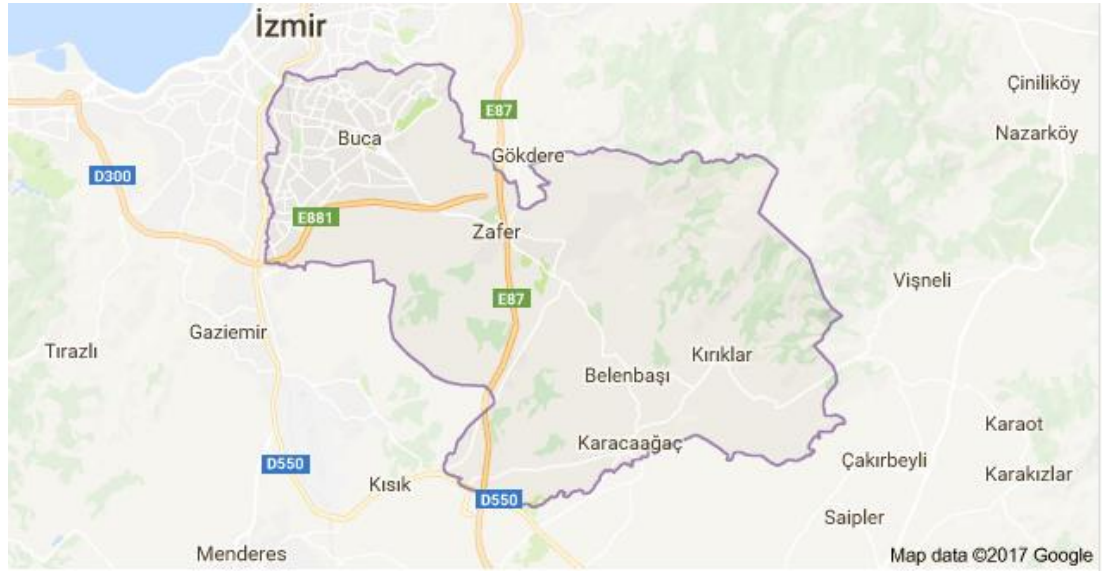 İzmir
Çiniliköy
E87
Nazarköy
Buca
Gökdere
D300
E881
Zafer
Vişneli
E87
Gaziemir
Tırazlı
Kırıklar
Belenbaşı
Karaot
Karacaağaç
Çakırbeyli
D550
Karakızlar
Kısık
D550
Saipler
Menderes
Map data ©2017 Google